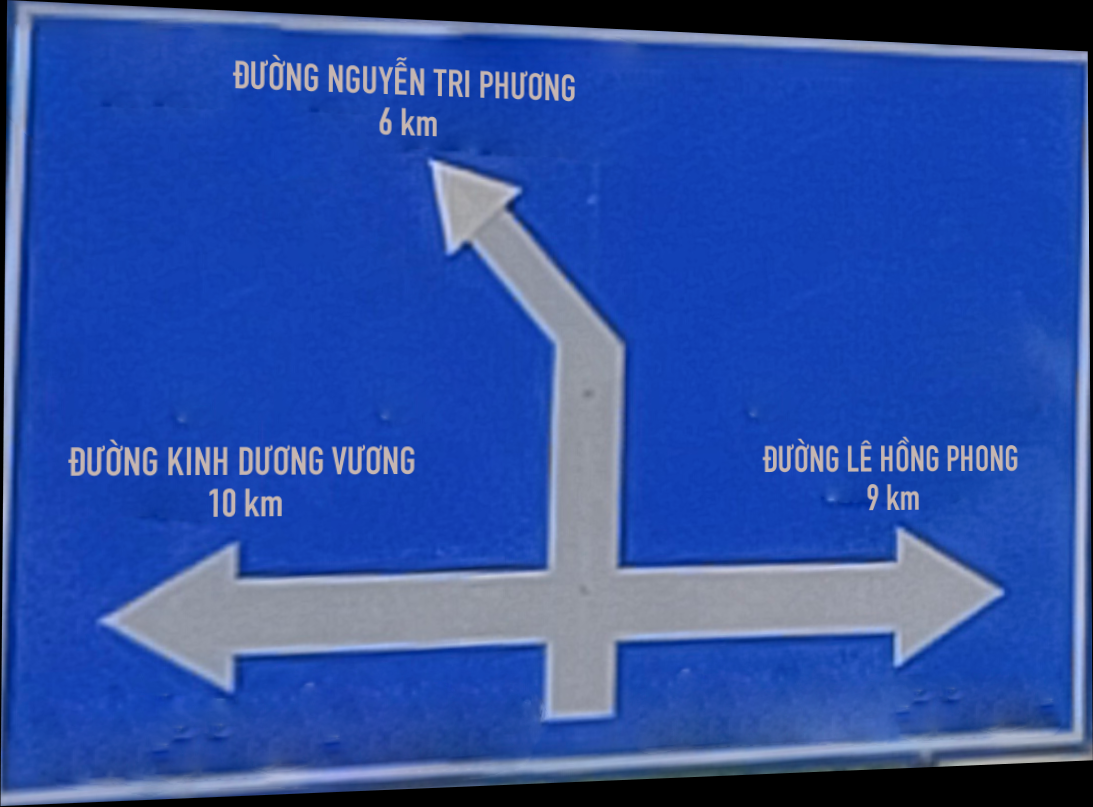 ĐƯỜNG NGUYỄN TRI PHƯƠNG
6 km
ĐƯỜNG KINH DƯƠNG VƯƠNG
10 km
ĐƯỜNG LÊ HỒNG PHONG
9 km